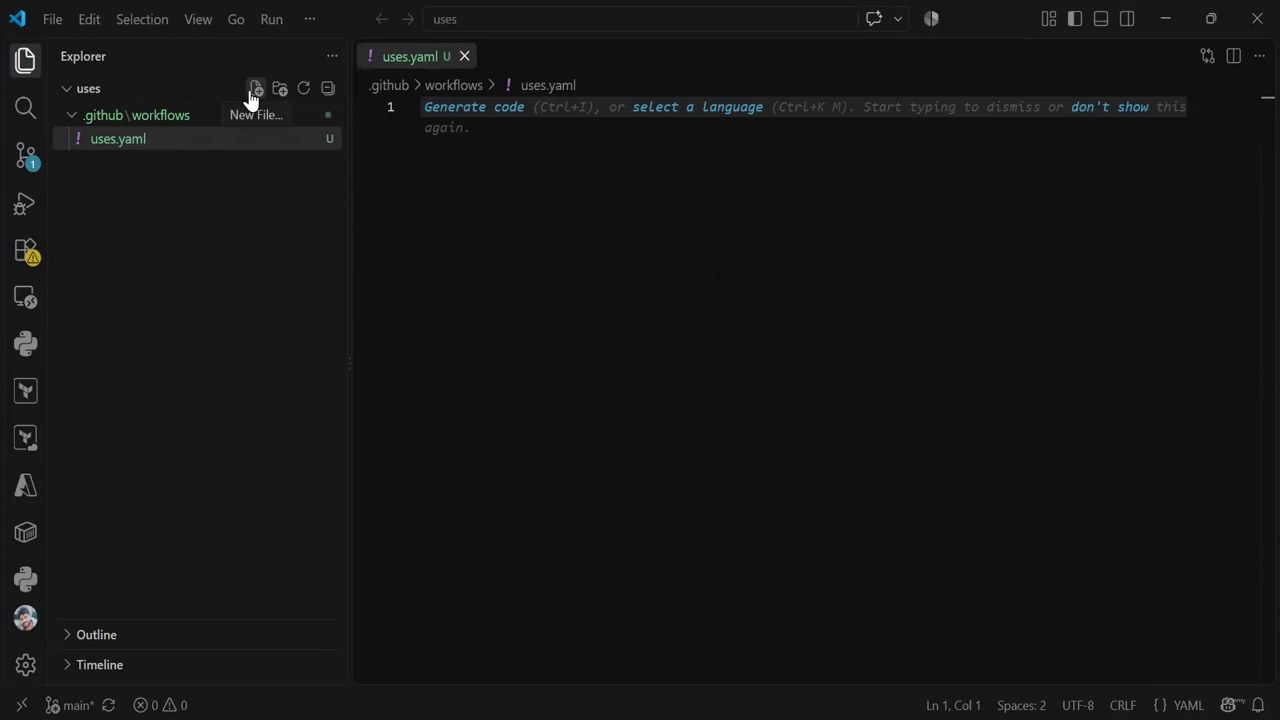 File Edit Selection View Go Run
uses
Explorer
uses.yaml U
uses
.github\workflows
New File...
uses.yaml U
.github workflows uses.yaml
1 Generate code (Ctrl+I), or select a language (Ctrl+K M). Start typing to dismiss or don't show this
again.
1
Outline
Timeline
main* 0 0
Ln 1, Col 1 Spaces: 2 UTF-8 CRLF {} YAML